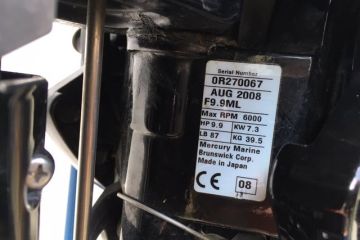 Serial Number
0R270067
AUG 2008
F9.9ML
Max RPM 6000
HP 9.9 KW 7.3
LB 87 KG 39.5
Mercury Marine
Brunswick Corp.
Made in Japan
CE 08